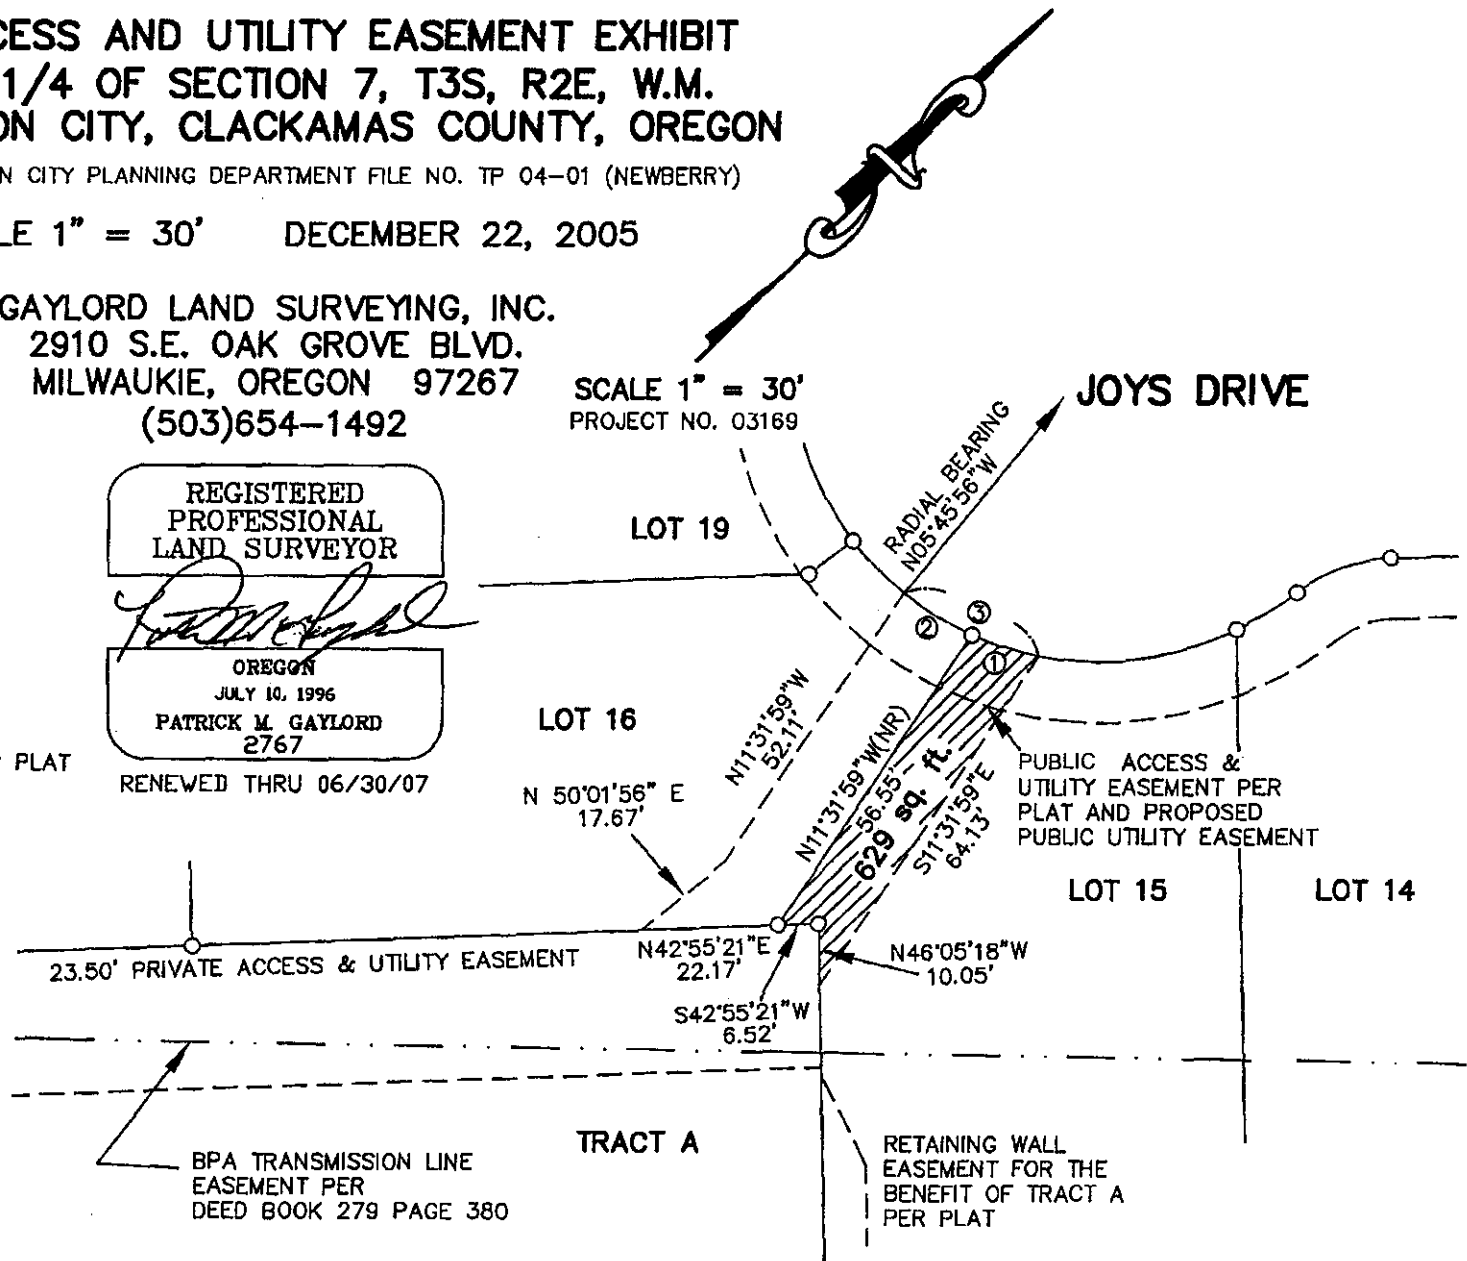 CESS AND UTILITY EASEMENT EXHIBIT
1/4 OF SECTION 7, T3S, R2E, W.M.
ON CITY, CLACKAMAS COUNTY, OREGON
N CITY PLANNING DEPARTMENT FILE NO. TP 04-01 (NEWBERRY)
LE 1" = 30' DECEMBER 22, 2005
GAYLORD LAND SURVEYING, INC.
2910 S.E. OAK GROVE BLVD.
MILWAUKIE, OREGON 97267
(503)654-1492
SCALE 1" = 30'
PROJECT NO. 03169
JOYS DRIVE
REGISTERED
PROFESSIONAL
LAND SURVEYOR
OREGON
JULY 10, 1996
PATRICK M. GAYLORD
2767
RENEWED THRU 06/30/07
PLAT
LOT 19
RADIAL BEARING
N05°45'56"W
②
③
①
LOT 16
N11°31'59"W
52.11'
N 50°01'56" E
17.67'
N11°31'59"W(NR)
56.55'
629 sq. ft.
S11°31'59"E
64.13'
PUBLIC ACCESS &
UTILITY EASEMENT PER
PLAT AND PROPOSED
PUBLIC UTILITY EASEMENT
LOT 15
LOT 14
23.50' PRIVATE ACCESS & UTILITY EASEMENT
N42°55'21"E
22.17'
S42°55'21"W
6.52'
N46°05'18"W
10.05'
BPA TRANSMISSION LINE
EASEMENT PER
DEED BOOK 279 PAGE 380
TRACT A
RETAINING WALL
EASEMENT FOR THE
BENEFIT OF TRACT A
PER PLAT